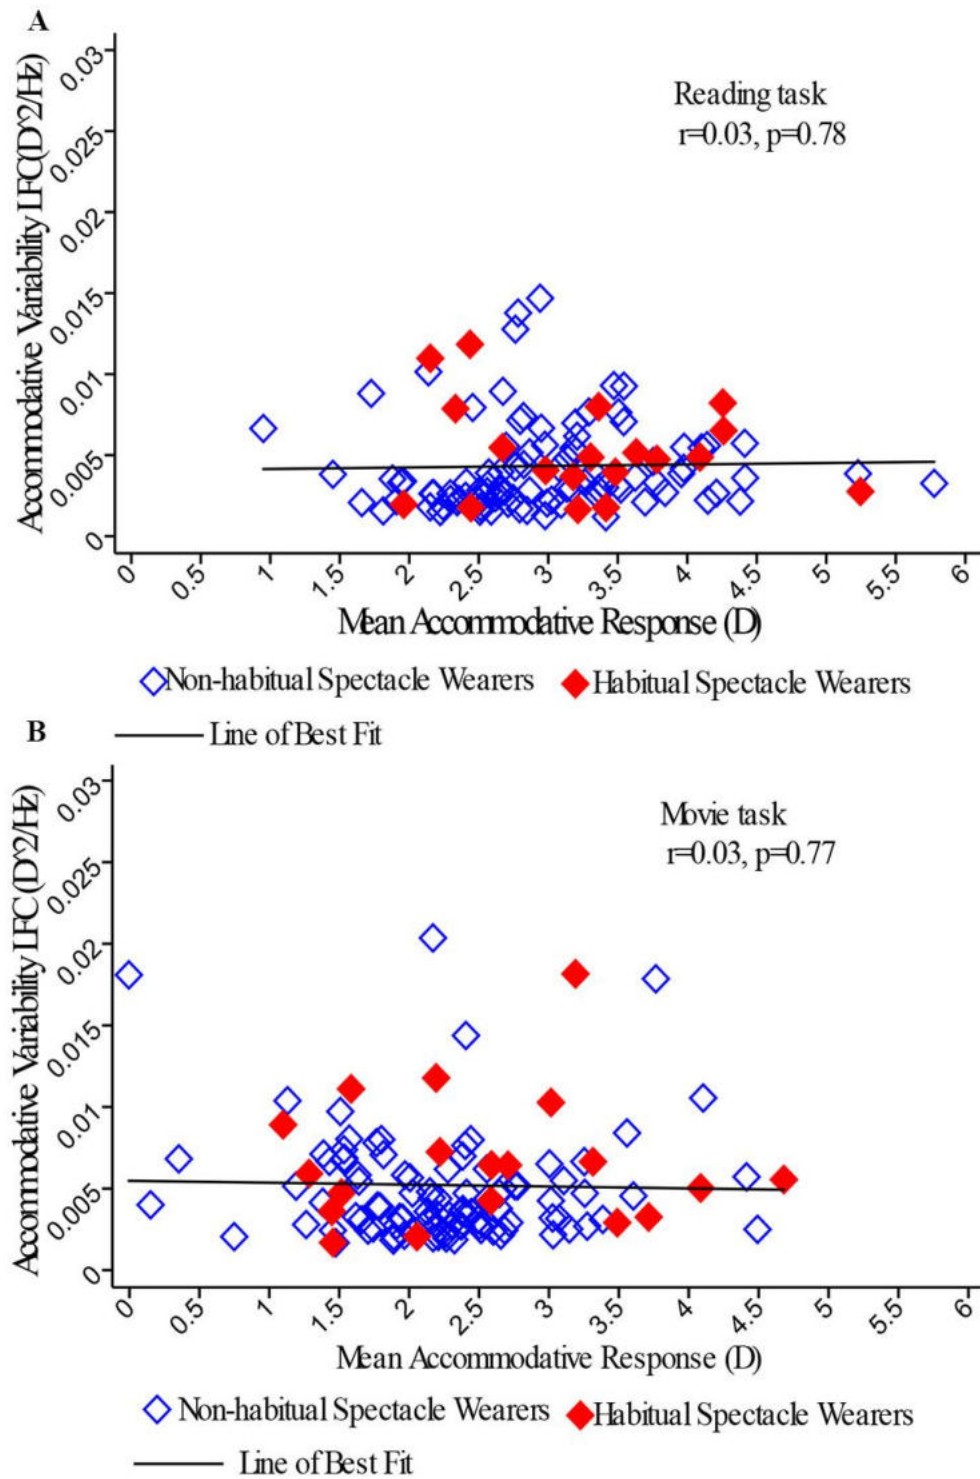 A
Accommodative Variability LFC(D^2/Hz)
0.03
0.025
0.02
0.015
0.01
0.005
0
Reading task
r=0.03, p=0.78
0 0.5 1 1.5 2 2.5 3 3.5 4 4.5 5 5.5 6
Mean Accommodative Response (D)
Non-habitual Spectacle Wearers Habitual Spectacle Wearers
Line of Best Fit
B
Accommodative Variability LFC (D^2/Hz)
0.03
0.025
0.02
0.015
0.01
0.005
0
Movie task
r=0.03, p=0.77
0 0.5 1 1.5 2 2.5 3 3.5 4 4.5 5 5.5 6
Mean Accommodative Response (D)
Non-habitual Spectacle Wearers Habitual Spectacle Wearers
Line of Best Fit